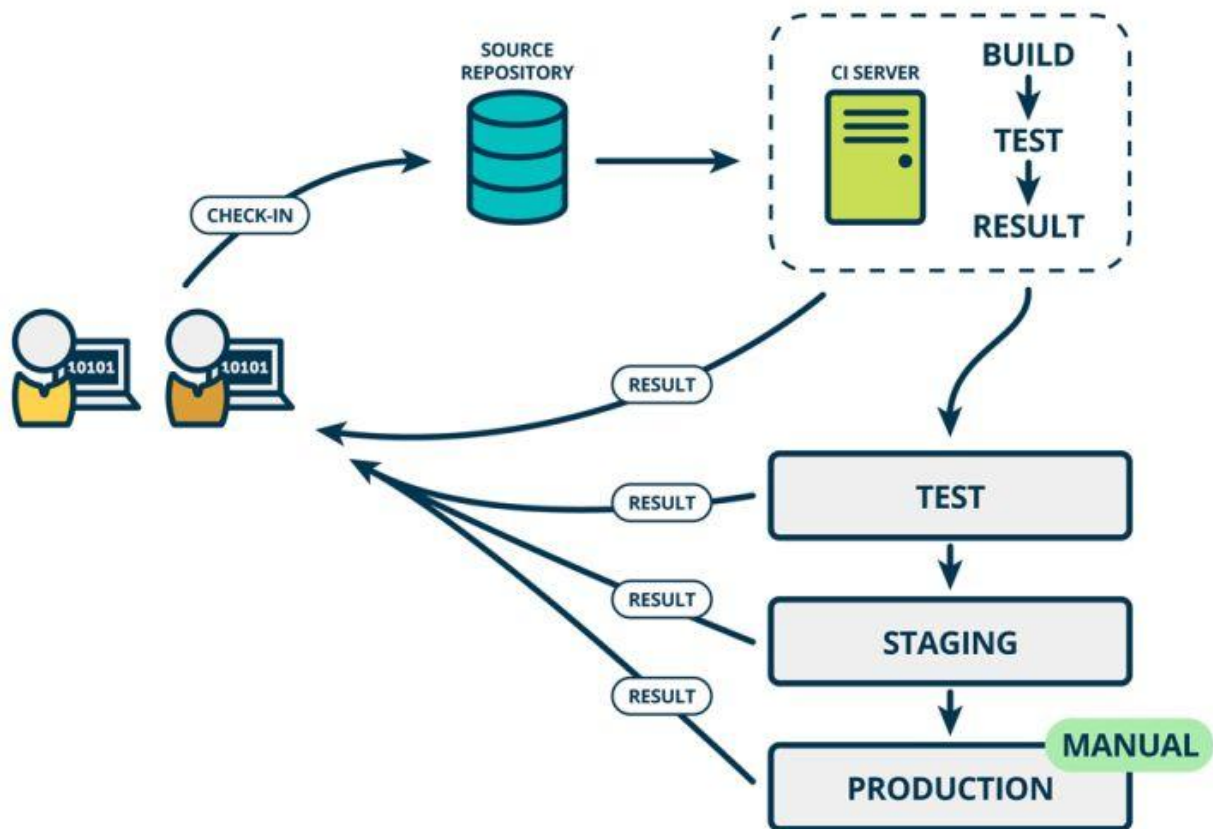 SOURCE
REPOSITORY
CI SERVER
BUILD
TEST
RESULT
CHECK-IN
10101
10101
RESULT
RESULT
TEST
RESULT
STAGING
RESULT
MANUAL
PRODUCTION